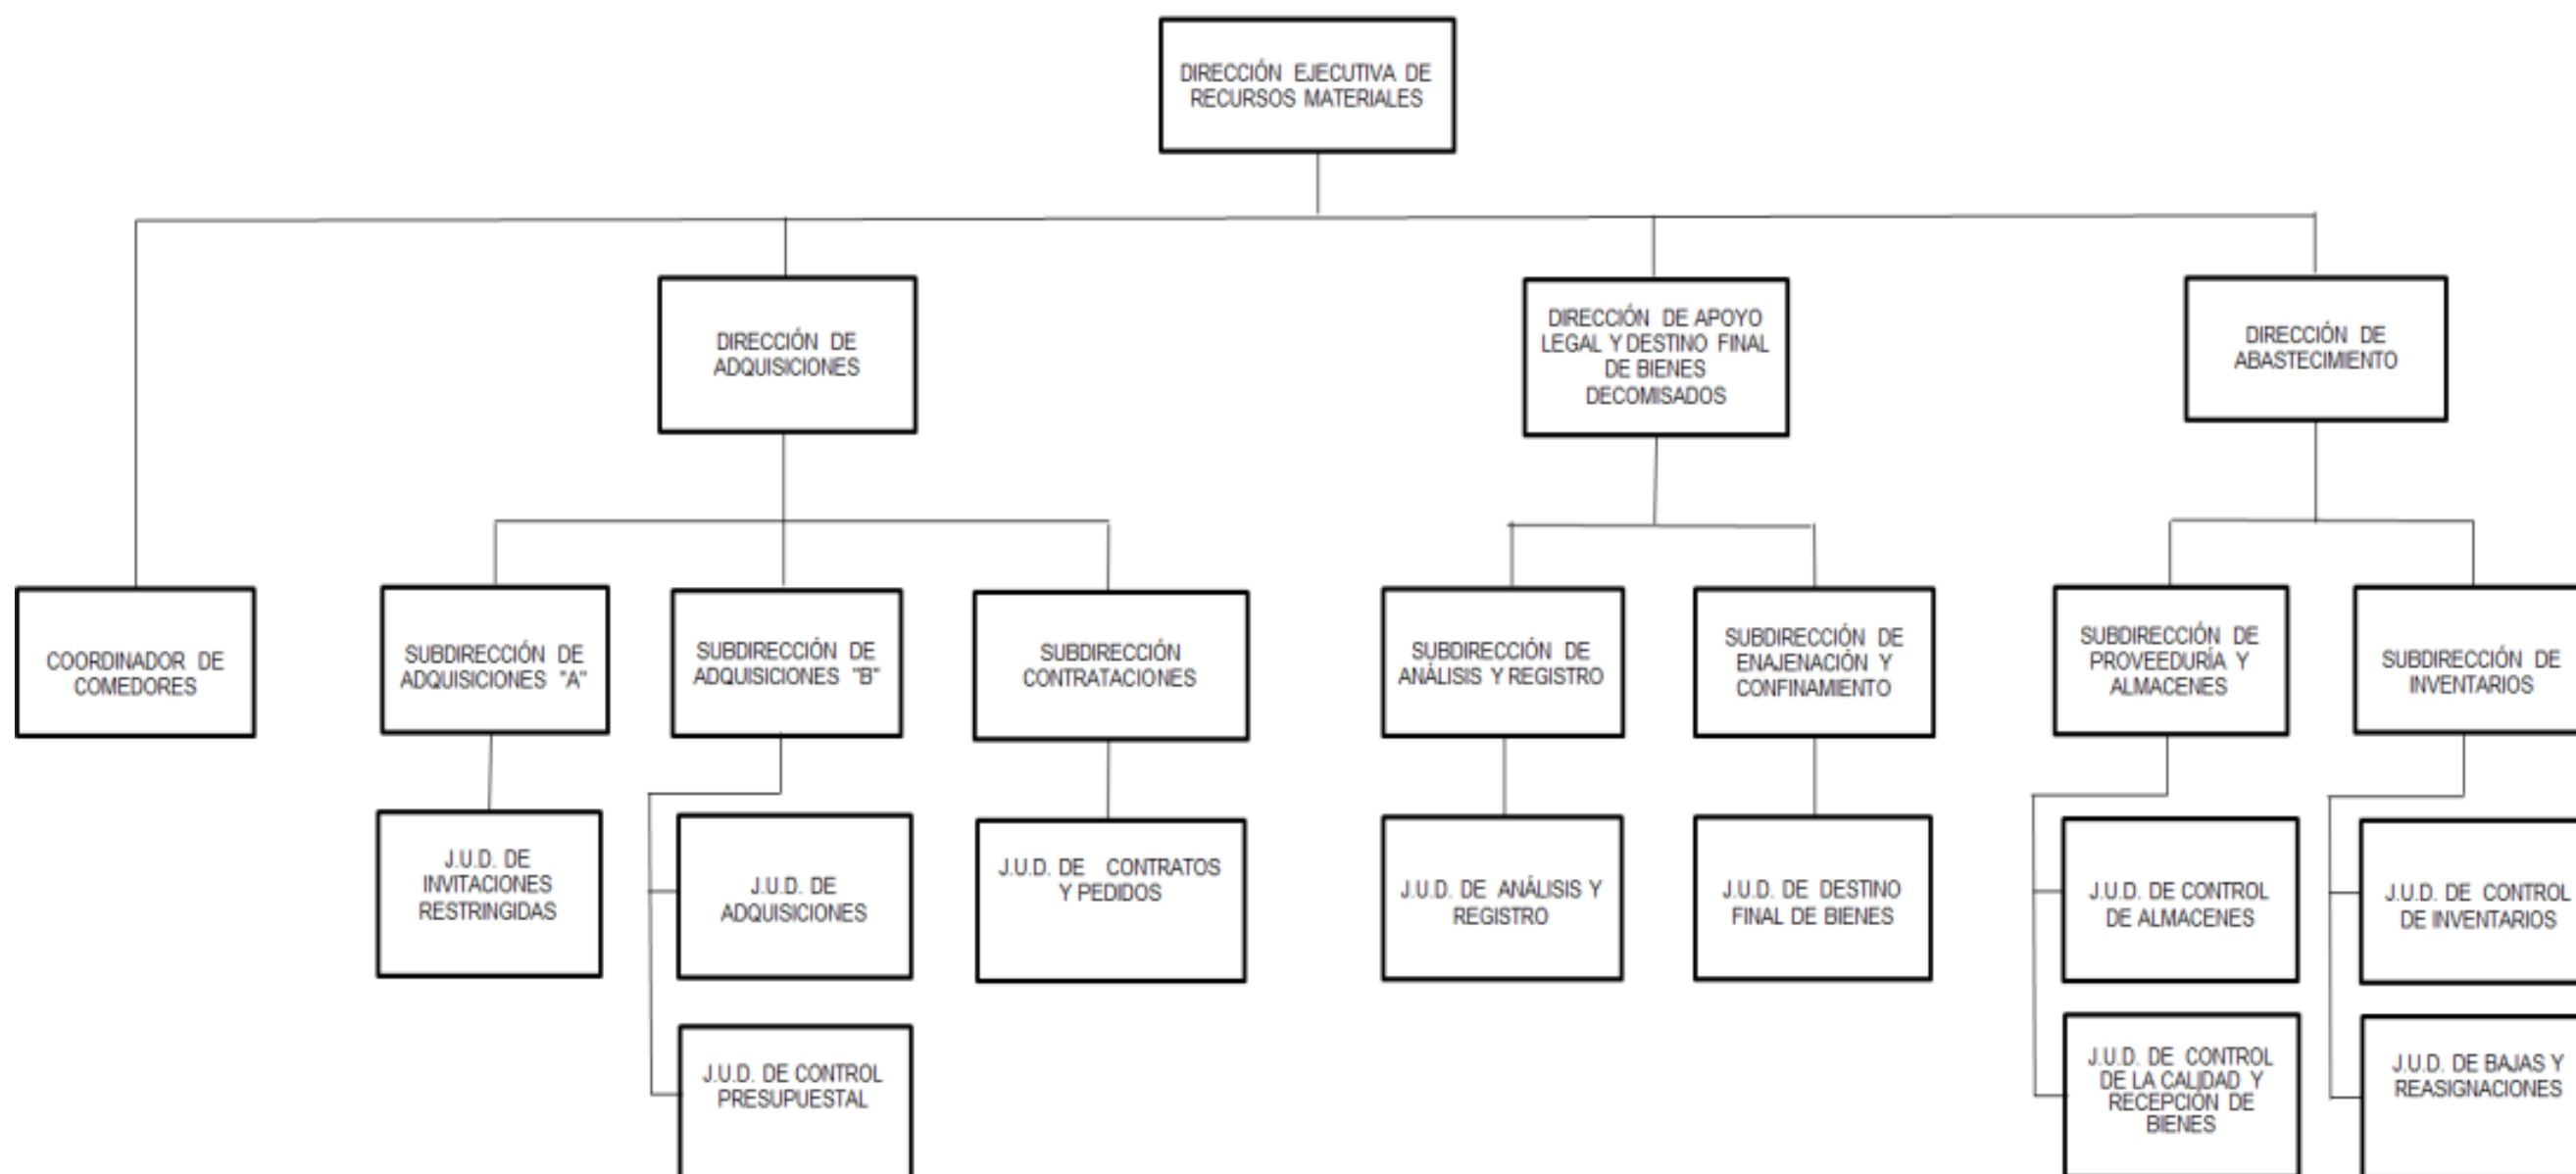 DIRECCIÓN EJECUTIVA DE
RECURSOS MATERIALES
DIRECCIÓN DE
ADQUISICIONES
DIRECCIÓN DE APOYO
LEGAL Y DESTINO FINAL
DE BIENES
DECOMISADOS
DIRECCIÓN DE
ABASTECIMIENTO
COORDINADOR DE
COMEDORES
SUBDIRECCIÓN DE
ADQUISICIONES "A"
SUBDIRECCIÓN DE
ADQUISICIONES "B"
SUBDIRECCIÓN
CONTRATACIONES
SUBDIRECCIÓN DE
ANÁLISIS Y REGISTRO
SUBDIRECCIÓN DE
ENAJENACIÓN Y
CONFINAMIENTO
SUBDIRECCIÓN DE
PROVEEDURÍA Y
ALMACENES
SUBDIRECCIÓN DE
INVENTARIOS
J.U.D. DE
INVITACIONES
RESTRINGIDAS
J.U.D. DE
ADQUISICIONES
J.U.D. DE CONTRATOS
Y PEDIDOS
J.U.D. DE ANÁLISIS Y
REGISTRO
J.U.D. DE DESTINO
FINAL DE BIENES
J.U.D. DE CONTROL
DE ALMACENES
J.U.D. DE CONTROL
DE INVENTARIOS
J.U.D. DE CONTROL
PRESUPUESTAL
J.U.D. DE CONTROL
DE LA CALIDAD Y
RECEPCIÓN DE
BIENES
J.U.D. DE BAJAS Y
REASIGNACIONES